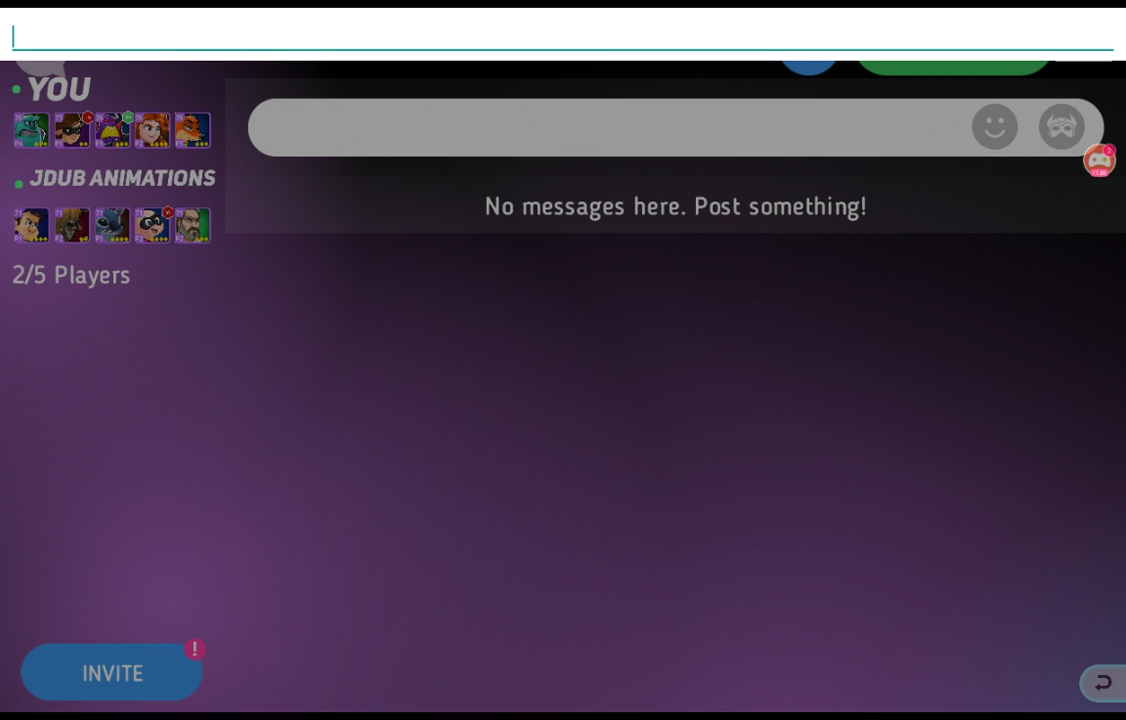 YOU
JDUB ANIMATIONS
No messages here. Post something!
2/5 Players
INVITE
!